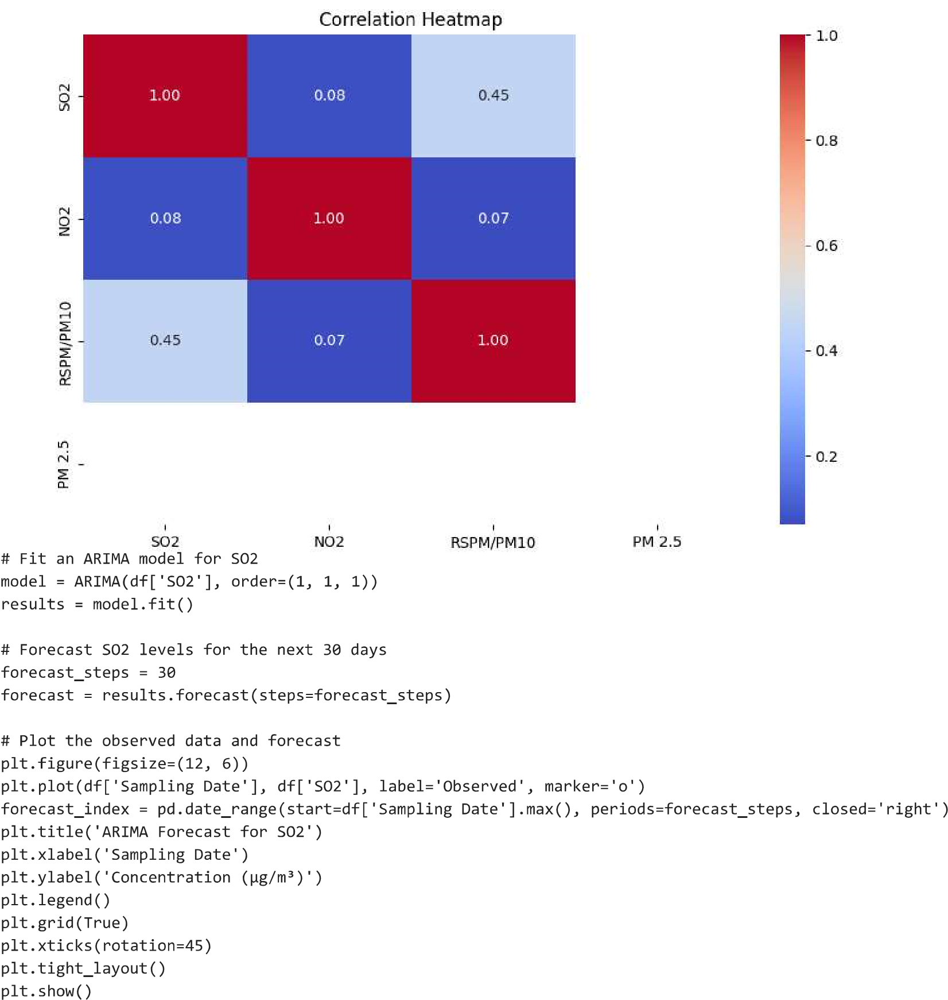 Correlation Heatmap
SO2
1.00
0.08
0.45
NO2
0.08
1.00
0.07
RSPM/PM10
0.45
0.07
1.00
PM 2.5
SO2
NO2
RSPM/PM10
PM 2.5
1.0
0.8
0.6
0.4
0.2
# Fit an ARIMA model for SO2
model = ARIMA(df['SO2'], order=(1, 1, 1))
results = model.fit()
# Forecast SO2 levels for the next 30 days
forecast_steps = 30
forecast = results.forecast(steps=forecast_steps)
# Plot the observed data and forecast
plt.figure(figsize=(12, 6))
plt.plot(df['Sampling Date'], df['SO2'], label='Observed', marker='o')
forecast_index = pd.date_range(start=df['Sampling Date'].max(), periods=forecast_steps, closed='right')
plt.title('ARIMA Forecast for SO2')
plt.xlabel('Sampling Date')
plt.ylabel('Concentration (µg/m³)')
plt.legend()
plt.grid(True)
plt.xticks(rotation=45)
plt.tight_layout()
plt.show()